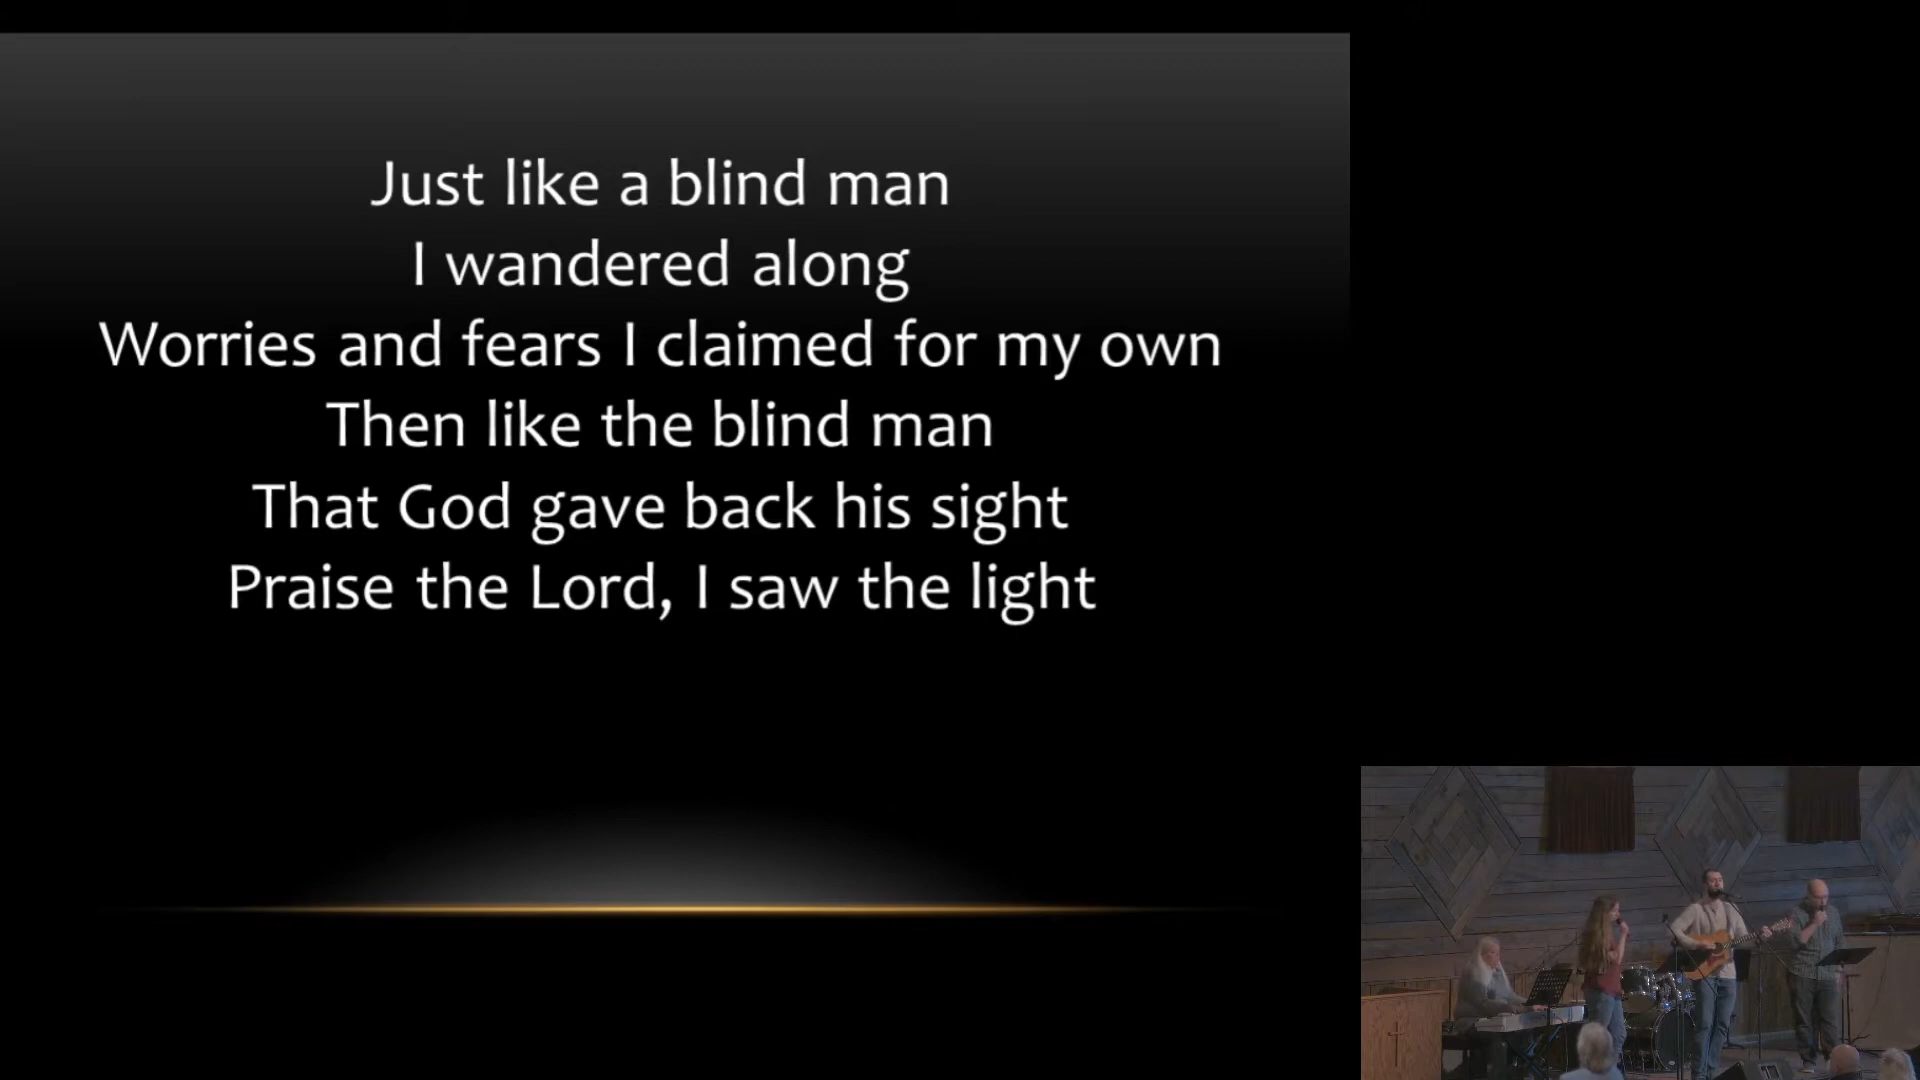 Just like a blind man
I wandered along
Worries and fears I claimed for my own
Then like the blind man
That God gave back his sight
Praise the Lord, I saw the light